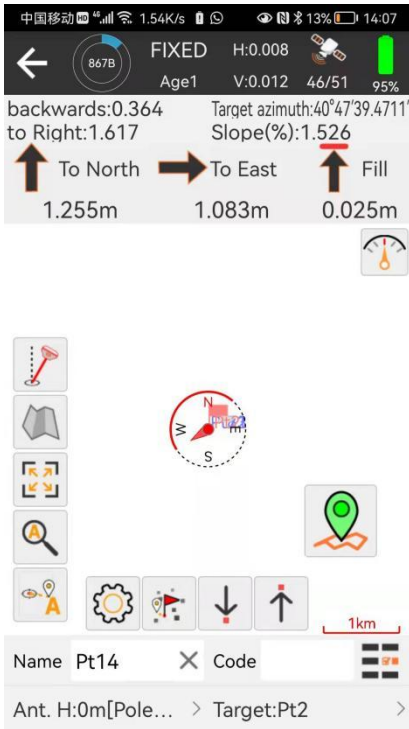 中国移动 HD 4G 1.54K/s 13% 14:07
867B FIXED H:0.008
Age1 V:0.012 46/51 95%
backwards:0.364 Target azimuth:40°47'39.4711"
to Right:1.617 Slope(%):1.526
To North To East Fill
1.255m 1.083m 0.025m
N
W E
S
A
A
1km
Name Pt14 Code
Ant. H:0m[Pole... Target:Pt2